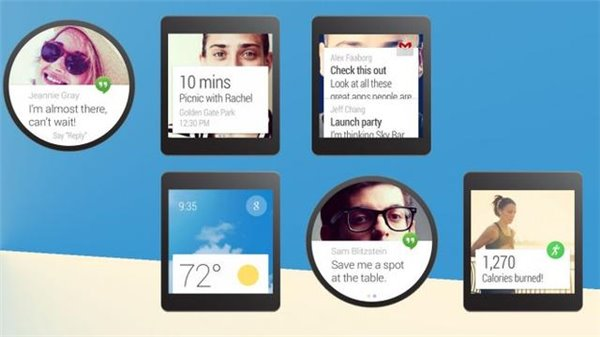 Jeannie Gray
I'm almost there,
can't wait!
Say "Reply"
10 mins
Picnic with Rachel
Golden Gate Park
12:30 PM
Alex Faaborg
Check this out
Look at all these
great apps people are
Jeff Chang
Launch party
I'm thinking Sky Bar
9:35
8
72°
Sam Blitzstein
Save me a spot
at the table.
1,270
Calories burned!